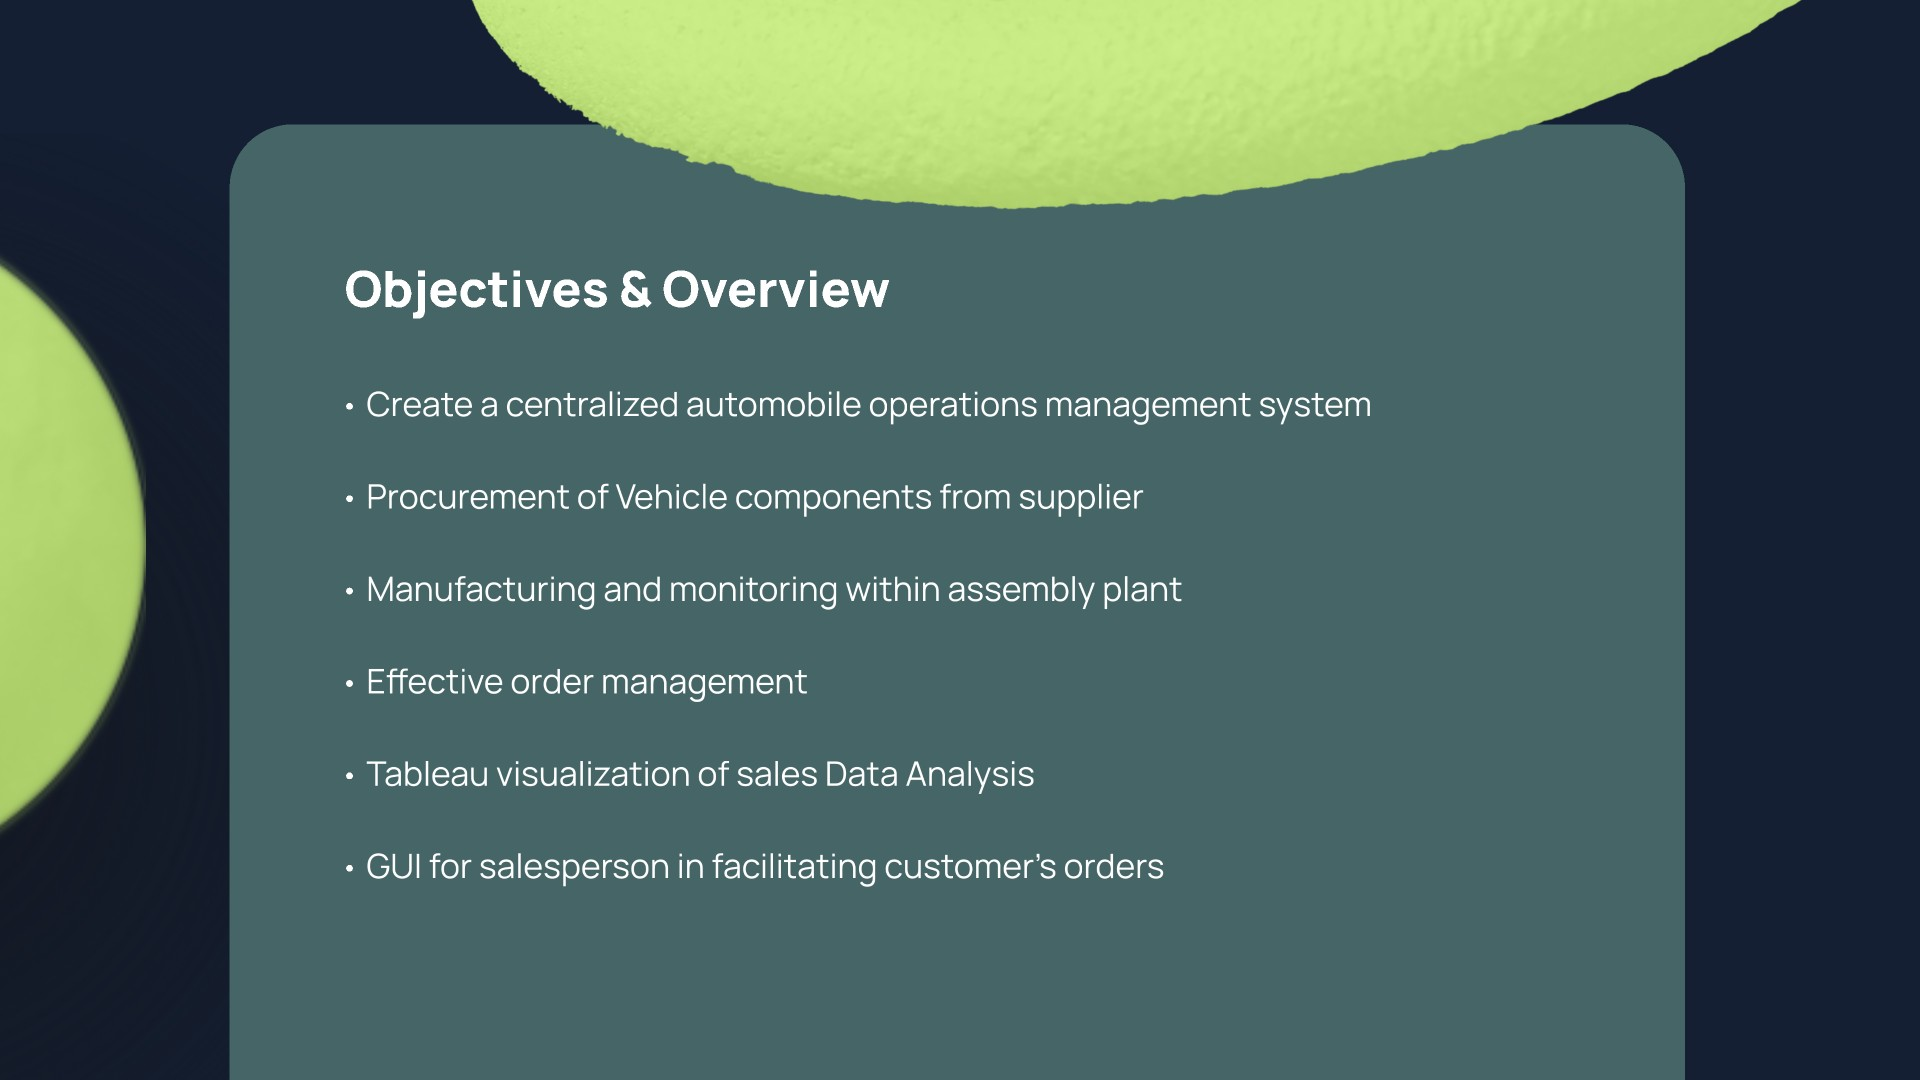 Objectives & Overview
• Create a centralized automobile operations management system
• Procurement of Vehicle components from supplier
• Manufacturing and monitoring within assembly plant
• Effective order management
• Tableau visualization of sales Data Analysis
• GUI for salesperson in facilitating customer’s orders